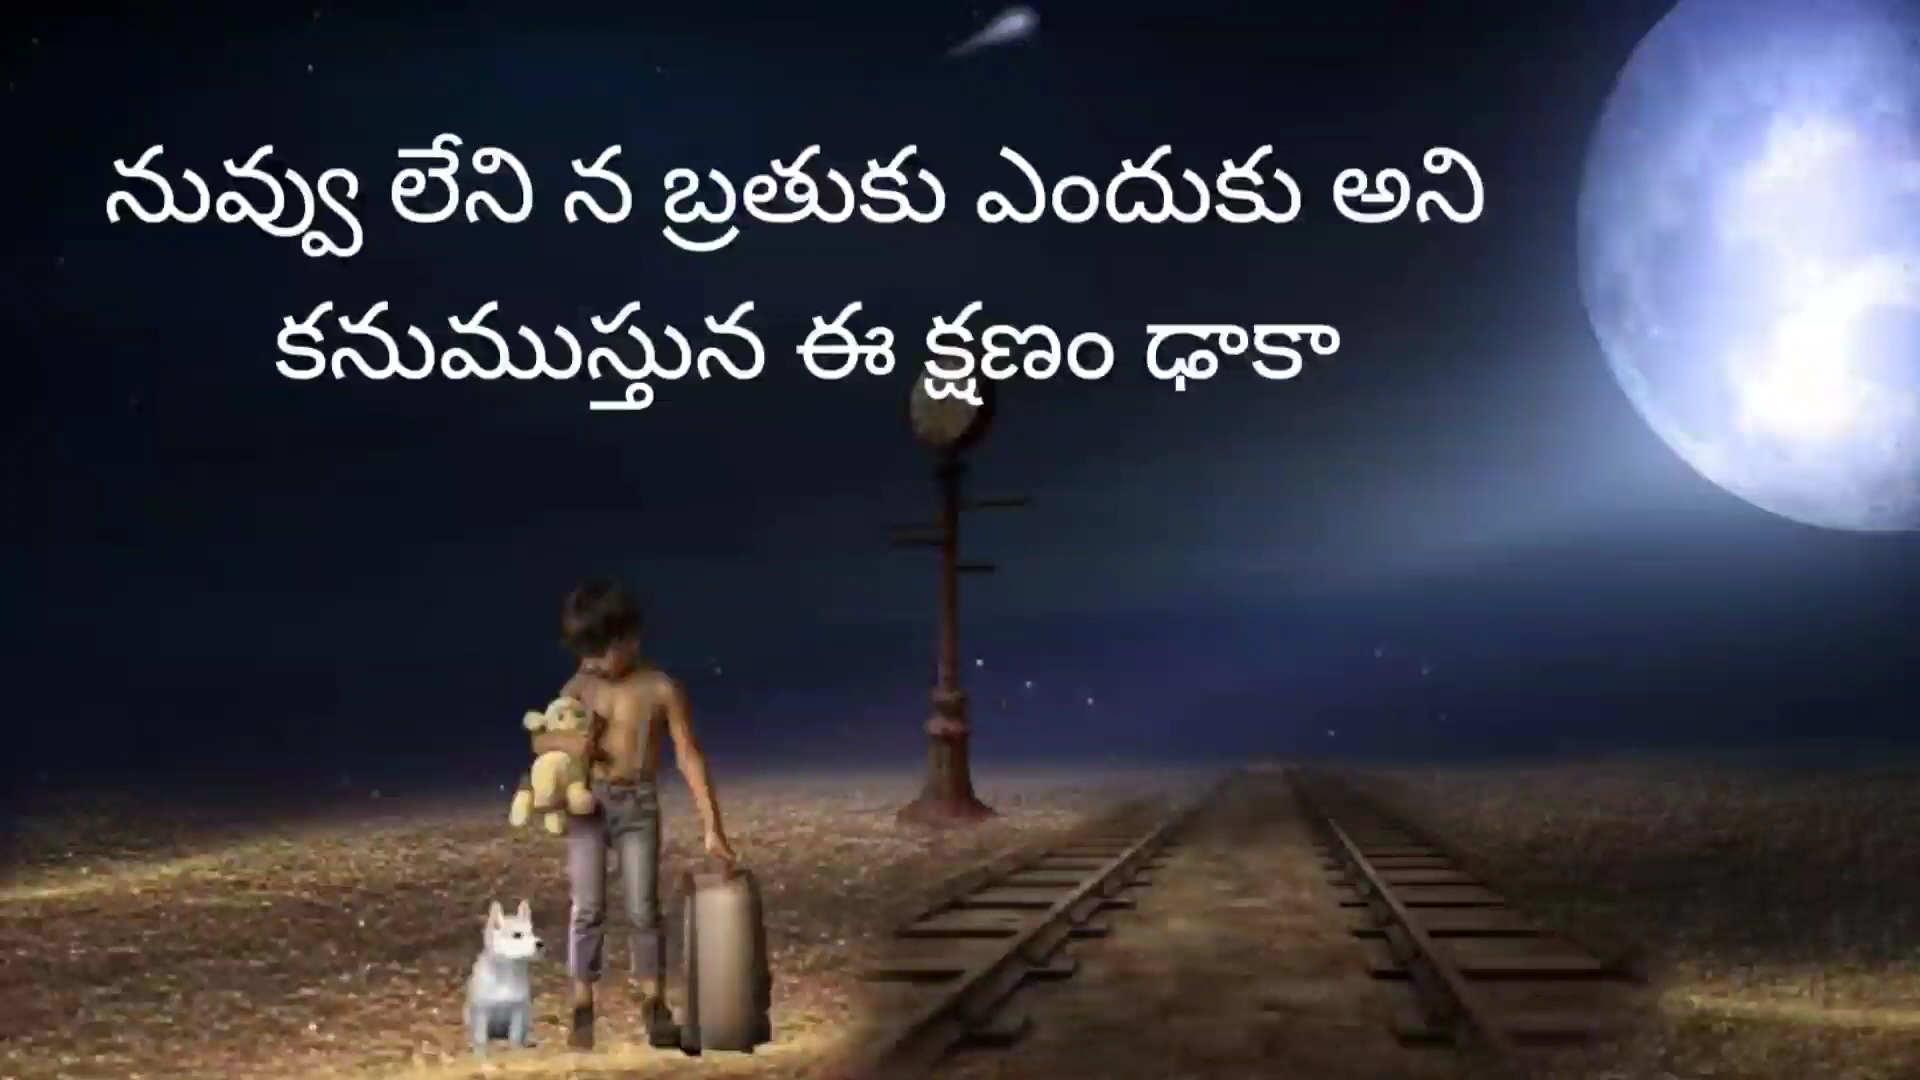 నువ్వు లేని న బ్రతుకు ఎందుకు అని
కనుముస్తున ఈ క్షణం ఢాకా